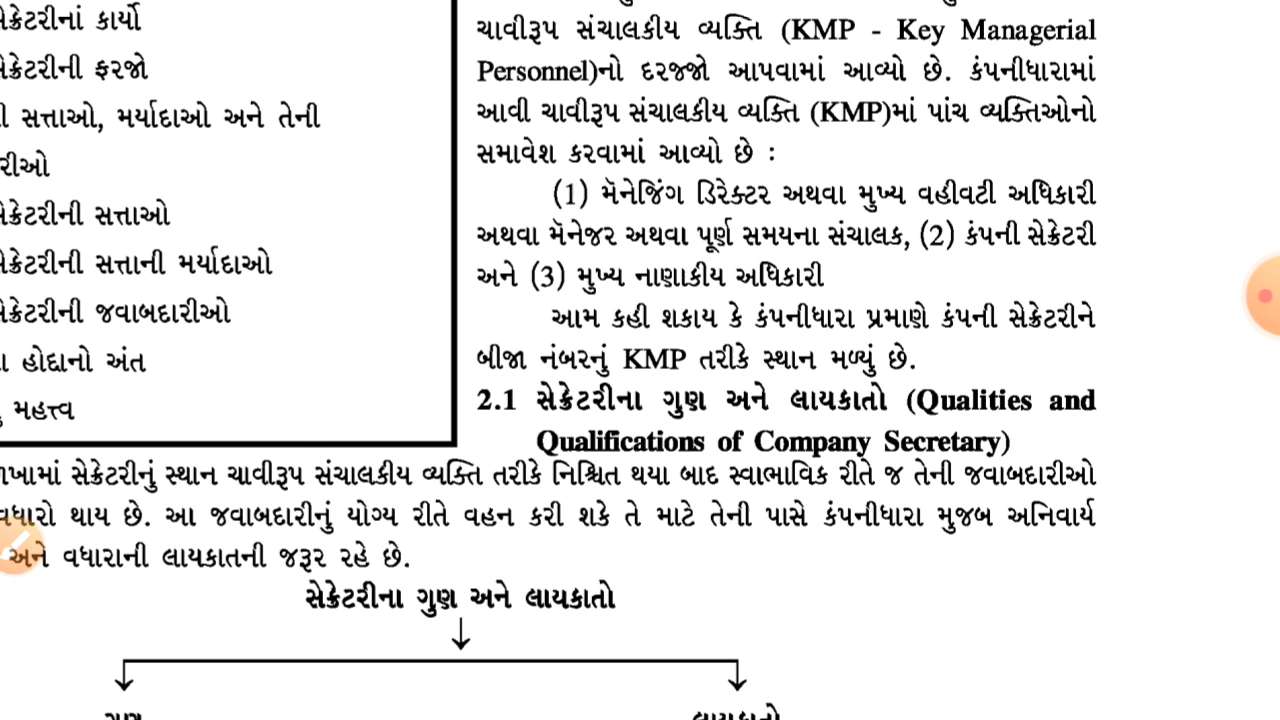 સેક્રેટરીનાં કાર્યો
સેક્રેટરીની ફરજો
સત્તાઓ, મર્યાદાઓ અને તેની
સેક્રેટરીની સત્તાઓ
સેક્રેટરીની સત્તાની મર્યાદાઓ
સેક્રેટરીની જવાબદારીઓ
હોદ્દાનો અંત
મહત્ત્વ
ચાવીરૂપ સંચાલકીય વ્યક્તિ (KMP - Key Managerial
Personnel)નો દરજ્જો આપવામાં આવ્યો છે. કંપનીધારામાં
આવી ચાવીરૂપ સંચાલકીય વ્યક્તિ (KMP)માં પાંચ વ્યક્તિઓનો
સમાવેશ કરવામાં આવ્યો છે :
(1) મૅનેજિંગ ડિરેક્ટર અથવા મુખ્ય વહીવટી અધિકારી
અથવા મૅનેજર અથવા પૂર્ણ સમયના સંચાલક, (2) કંપની સેક્રેટરી
અને (3) મુખ્ય નાણાકીય અધિકારી
આમ કહી શકાય કે કંપનીધારા પ્રમાણે કંપની સેક્રેટરીને
બીજા નંબરનું KMP તરીકે સ્થાન મળ્યું છે.
2.1 સેક્રેટરીના ગુણ અને લાયકાતો (Qualities and
Qualifications of Company Secretary)
સેક્રેટરીનું સ્થાન ચાવીરૂપ સંચાલકીય વ્યક્તિ તરીકે નિશ્ચિત થયા બાદ સ્વાભાવિક રીતે જ તેની જવાબદારીઓ
વધારો થાય છે. આ જવાબદારીનું યોગ્ય રીતે વહન કરી શકે તે માટે તેની પાસે કંપનીધારા મુજબ અનિવાર્ય
અને વધારાની લાયકાતની જરૂર રહે છે.
સેક્રેટરીના ગુણ અને લાયકાતો
ગુણ લાયકાતો